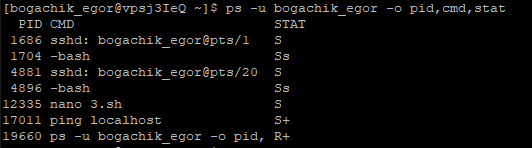 [bogachik_egor@vpsj3IeQ ~]$ ps -u bogachik_egor -o pid,cmd,stat
  PID CMD                         STAT
 1686 sshd: bogachik_egor@pts/1   S
 1704 -bash                       Ss
 4881 sshd: bogachik_egor@pts/20  S
 4896 -bash                       Ss
12335 nano 3.sh                   S
17011 ping localhost              S+
19660 ps -u bogachik_egor -o pid, R+